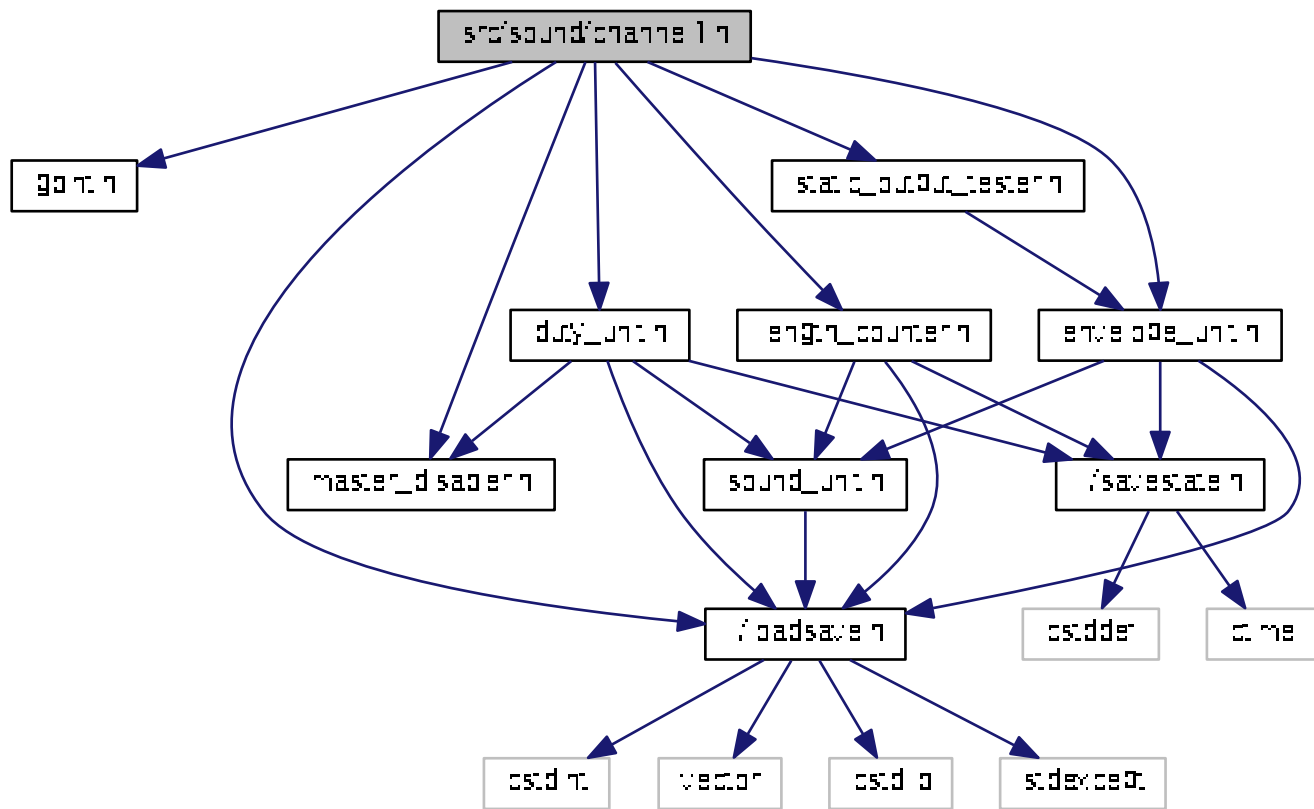 src/sound/channel1.h
gbint.h
static_output_tester.h
duty_unit.h
length_counter.h
envelope_unit.h
master_disabler.h
sound_unit.h
../savestate.h
../loadsave.h
cstddef
ctime
cstdint
vector
cstdio
stdexcept